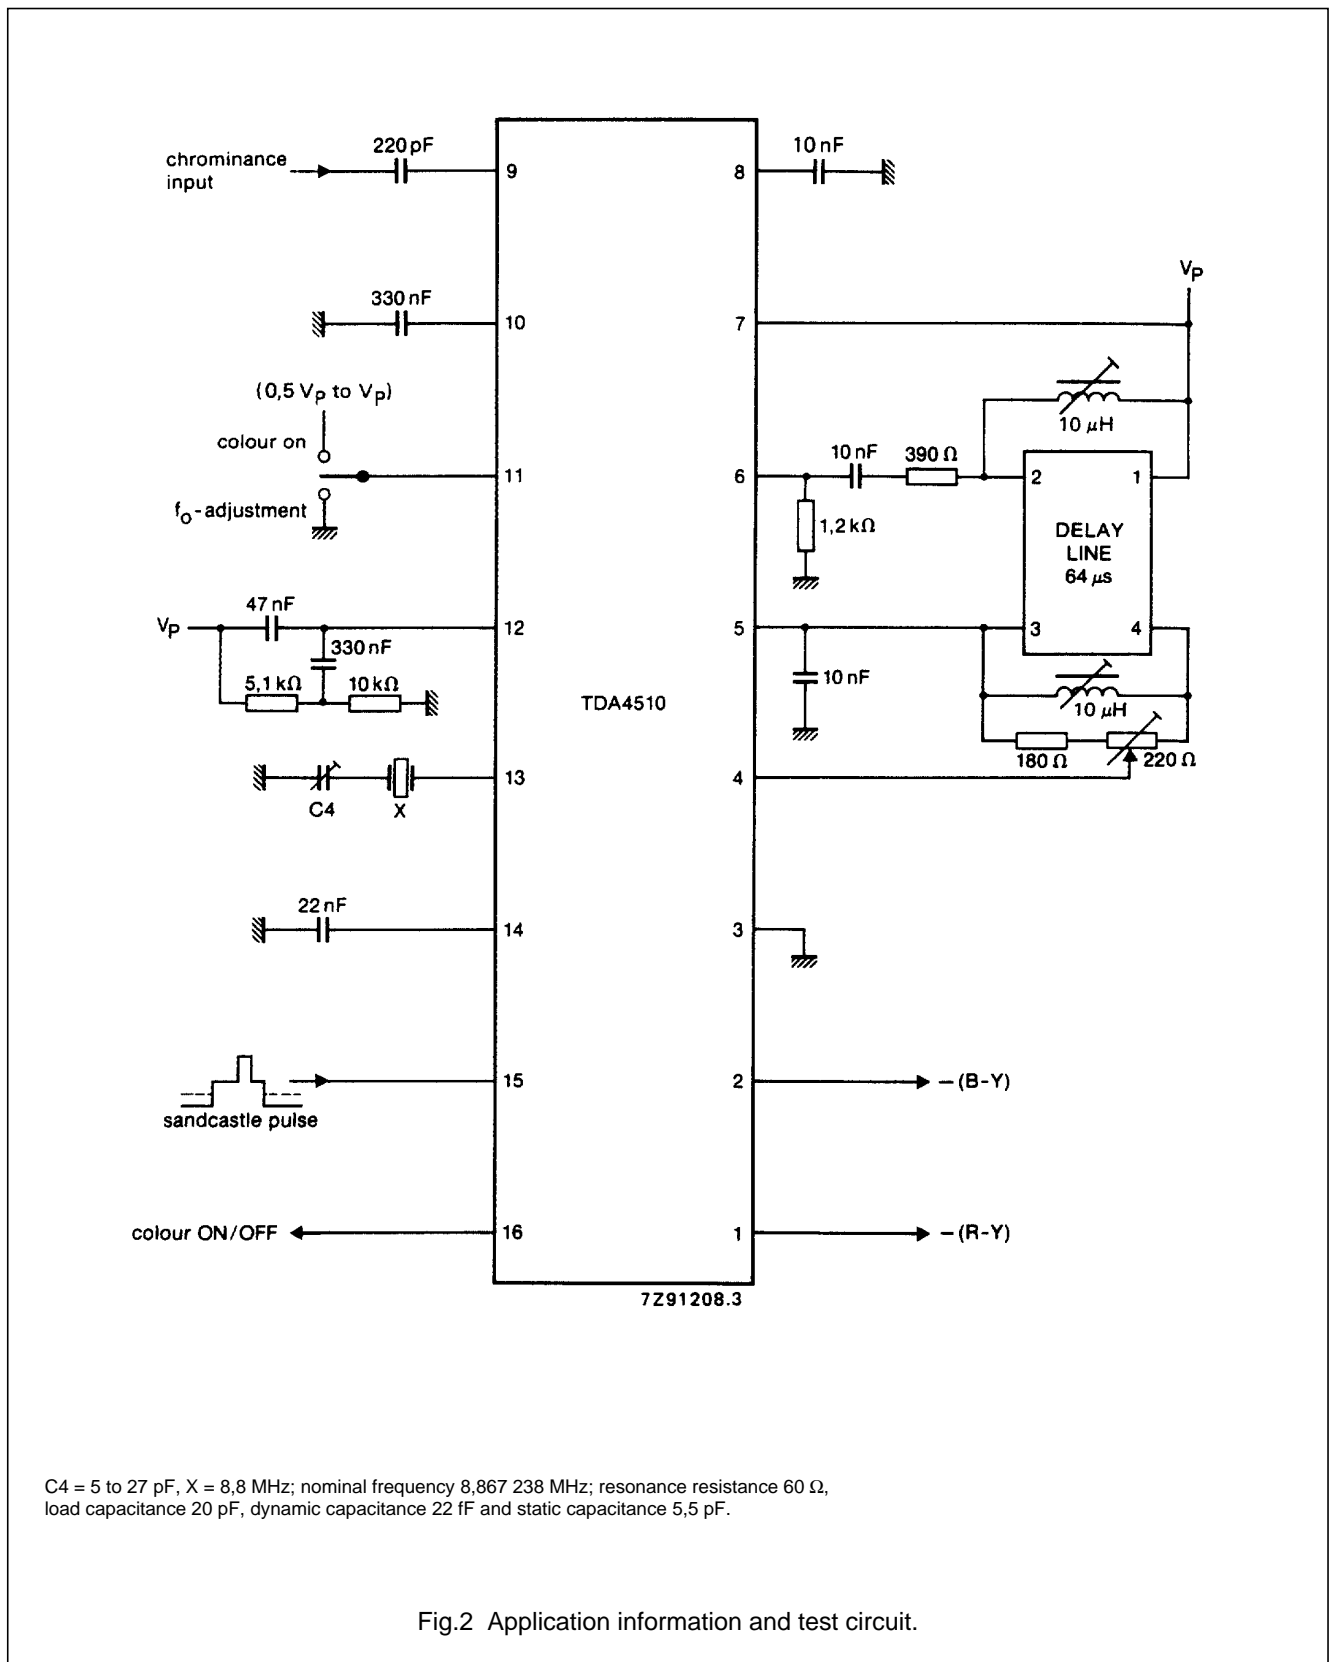 220 pF
10 nF
chrominance
input
9
8
V_P
330 nF
10
7
(0,5 V_P to V_P)
10 µH
colour on
10 nF
390 Ω
11
6
2
1
f_o-adjustment
1,2 kΩ
DELAY
LINE
64 µs
47 nF
V_P
12
5
3
4
330 nF
5,1 kΩ
10 kΩ
10 nF
TDA4510
10 µH
180 Ω
220 Ω
13
4
C4
X
22 nF
14
3
15
2
–(B-Y)
sandcastle pulse
colour ON/OFF
16
1
–(R-Y)
7Z91208.3
C4 = 5 to 27 pF, X = 8,8 MHz; nominal frequency 8,867 238 MHz; resonance resistance 60 Ω,
load capacitance 20 pF, dynamic capacitance 22 fF and static capacitance 5,5 pF.
Fig.2 Application information and test circuit.